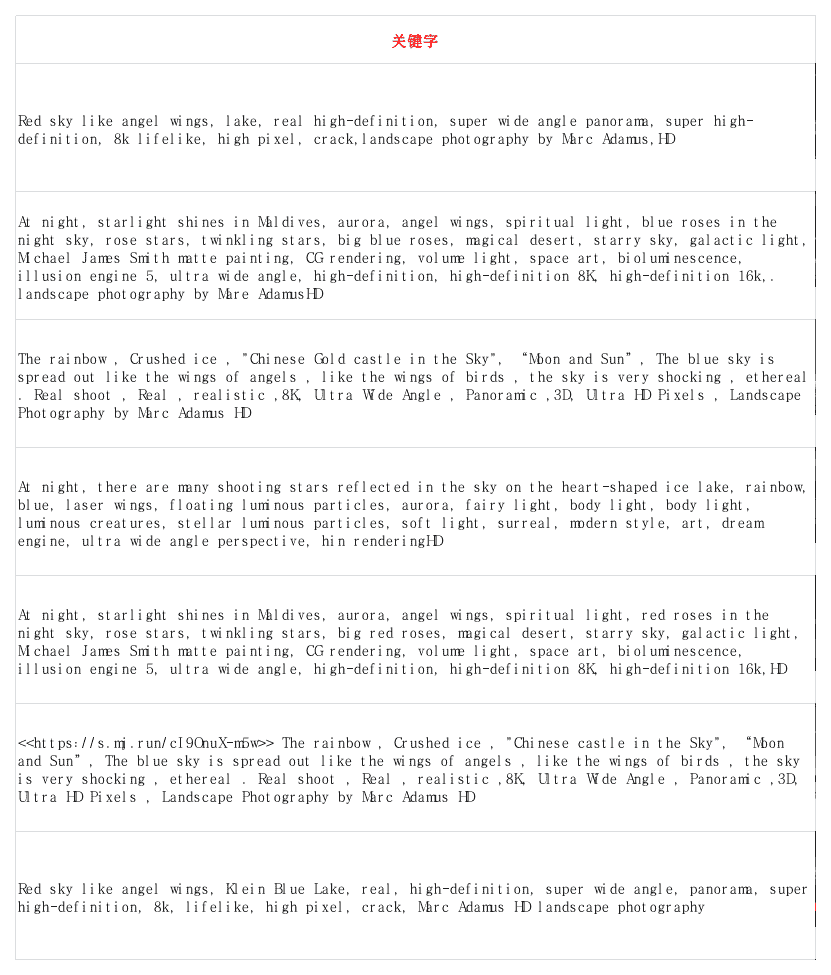 关键字
Red sky like angel wings, lake, real high-definition, super wide angle panorama, super high-
definition, 8k lifelike, high pixel, crack,landscape photography by Marc Adamus,HD
At night, starlight shines in Maldives, aurora, angel wings, spiritual light, blue roses in the
night sky, rose stars, twinkling stars, big blue roses, magical desert, starry sky, galactic light,
Michael James Smith matte painting, CG rendering, volume light, space art, bioluminescence,
illusion engine 5, ultra wide angle, high-definition, high-definition 8K, high-definition 16k,.
landscape photography by Mare AdamusHD
The rainbow , Crushed ice , "Chinese Gold castle in the Sky", “Moon and Sun”, The blue sky is
spread out like the wings of angels , like the wings of birds , the sky is very shocking , ethereal
. Real shoot , Real , realistic ,8K, Ultra Wide Angle , Panoramic ,3D, Ultra HD Pixels , Landscape
Photography by Marc Adamus HD
At night, there are many shooting stars reflected in the sky on the heart-shaped ice lake, rainbow,
blue, laser wings, floating luminous particles, aurora, fairy light, body light, body light,
luminous creatures, stellar luminous particles, soft light, surreal, modern style, art, dream
engine, ultra wide angle perspective, hin renderingHD
At night, starlight shines in Maldives, aurora, angel wings, spiritual light, red roses in the
night sky, rose stars, twinkling stars, big red roses, magical desert, starry sky, galactic light,
Michael James Smith matte painting, CG rendering, volume light, space art, bioluminescence,
illusion engine 5, ultra wide angle, high-definition, high-definition 8K, high-definition 16k,HD
<<https://s.mj.run/cI9OnuX-m5w>> The rainbow , Crushed ice , "Chinese castle in the Sky", “Moon
and Sun”, The blue sky is spread out like the wings of angels , like the wings of birds , the sky
is very shocking , ethereal . Real shoot , Real , realistic ,8K, Ultra Wide Angle , Panoramic ,3D,
Ultra HD Pixels , Landscape Photography by Marc Adamus HD
Red sky like angel wings, Klein Blue Lake, real, high-definition, super wide angle, panorama, super
high-definition, 8k, lifelike, high pixel, crack, Marc Adamus HD landscape photography